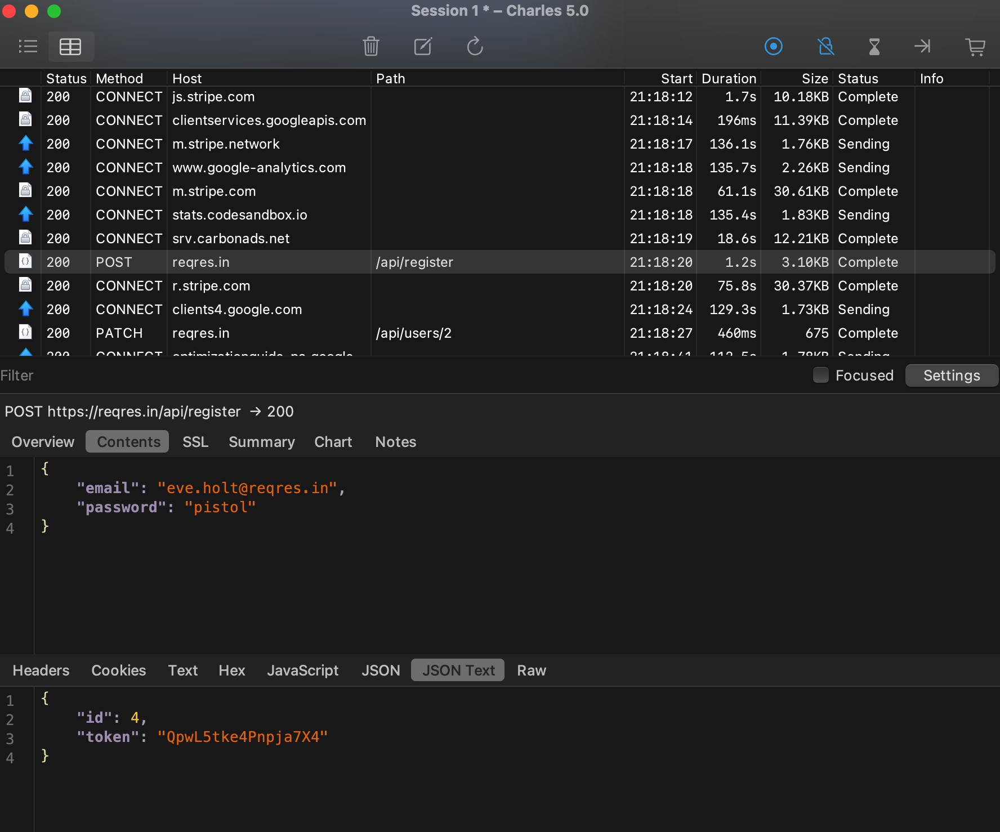 Session 1 * – Charles 5.0
Status Method Host Path Start Duration Size Status Info
200 CONNECT js.stripe.com 21:18:12 1.7s 10.18KB Complete
200 CONNECT clientservices.googleapis.com 21:18:14 196ms 11.39KB Complete
200 CONNECT m.stripe.network 21:18:17 136.1s 1.76KB Sending
200 CONNECT www.google-analytics.com 21:18:18 135.7s 2.26KB Sending
200 CONNECT m.stripe.com 21:18:18 61.1s 30.61KB Complete
200 CONNECT stats.codesandbox.io 21:18:18 135.4s 1.83KB Sending
200 CONNECT srv.carbonads.net 21:18:19 18.6s 12.21KB Complete
{} 200 POST reqres.in /api/register 21:18:20 1.2s 3.10KB Complete
200 CONNECT r.stripe.com 21:18:20 75.8s 30.37KB Complete
200 CONNECT clients4.google.com 21:18:24 129.3s 1.73KB Sending
{} 200 PATCH reqres.in /api/users/2 21:18:27 460ms 675 Complete
200 CONNECT 21:18:41 Sending
Filter Focused Settings
POST https://reqres.in/api/register → 200
Overview Contents SSL Summary Chart Notes
1 {
2 "email": "eve.holt@reqres.in",
3 "password": "pistol"
4 }
Headers Cookies Text Hex JavaScript JSON JSON Text Raw
1 {
2 "id": 4,
3 "token": "QpwL5tke4Pnpja7X4"
4 }